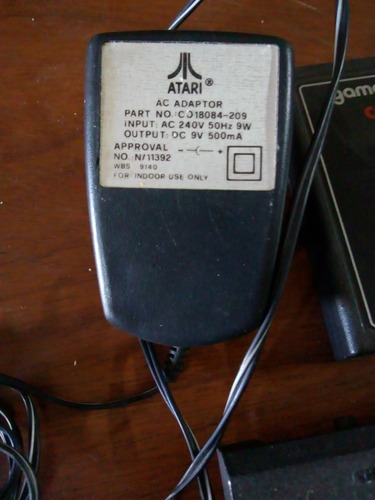 ATARI®
AC ADAPTOR
PART NO.:CO18084-209
INPUT: AC 240V 50Hz 9W
OUTPUT: DC 9V 500mA
APPROVAL - +
NO. N/11392
WBS 9140
FOR INDOOR USE ONLY
game